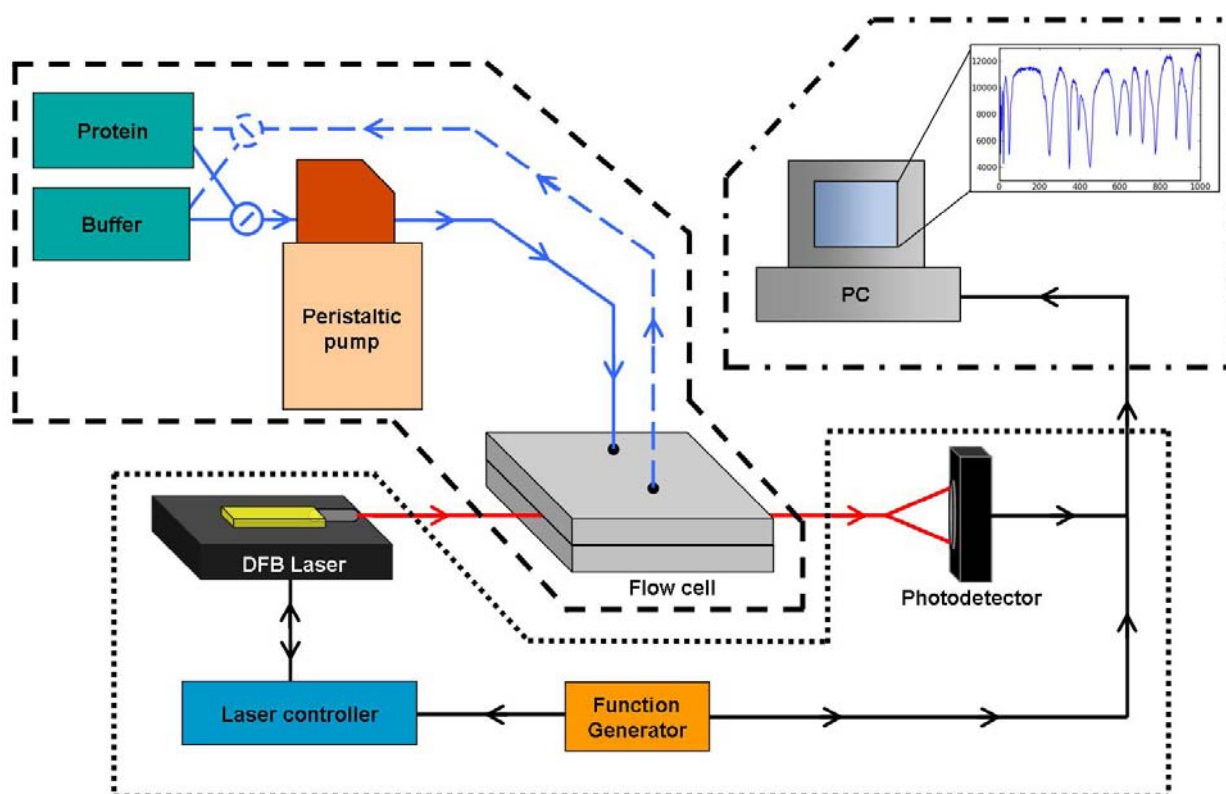 Protein
Buffer
Peristaltic
pump
12000
10000
8000
6000
4000
0
200
400
600
800
1000
PC
DFB Laser
Flow cell
Photodetector
Laser controller
Function
Generator